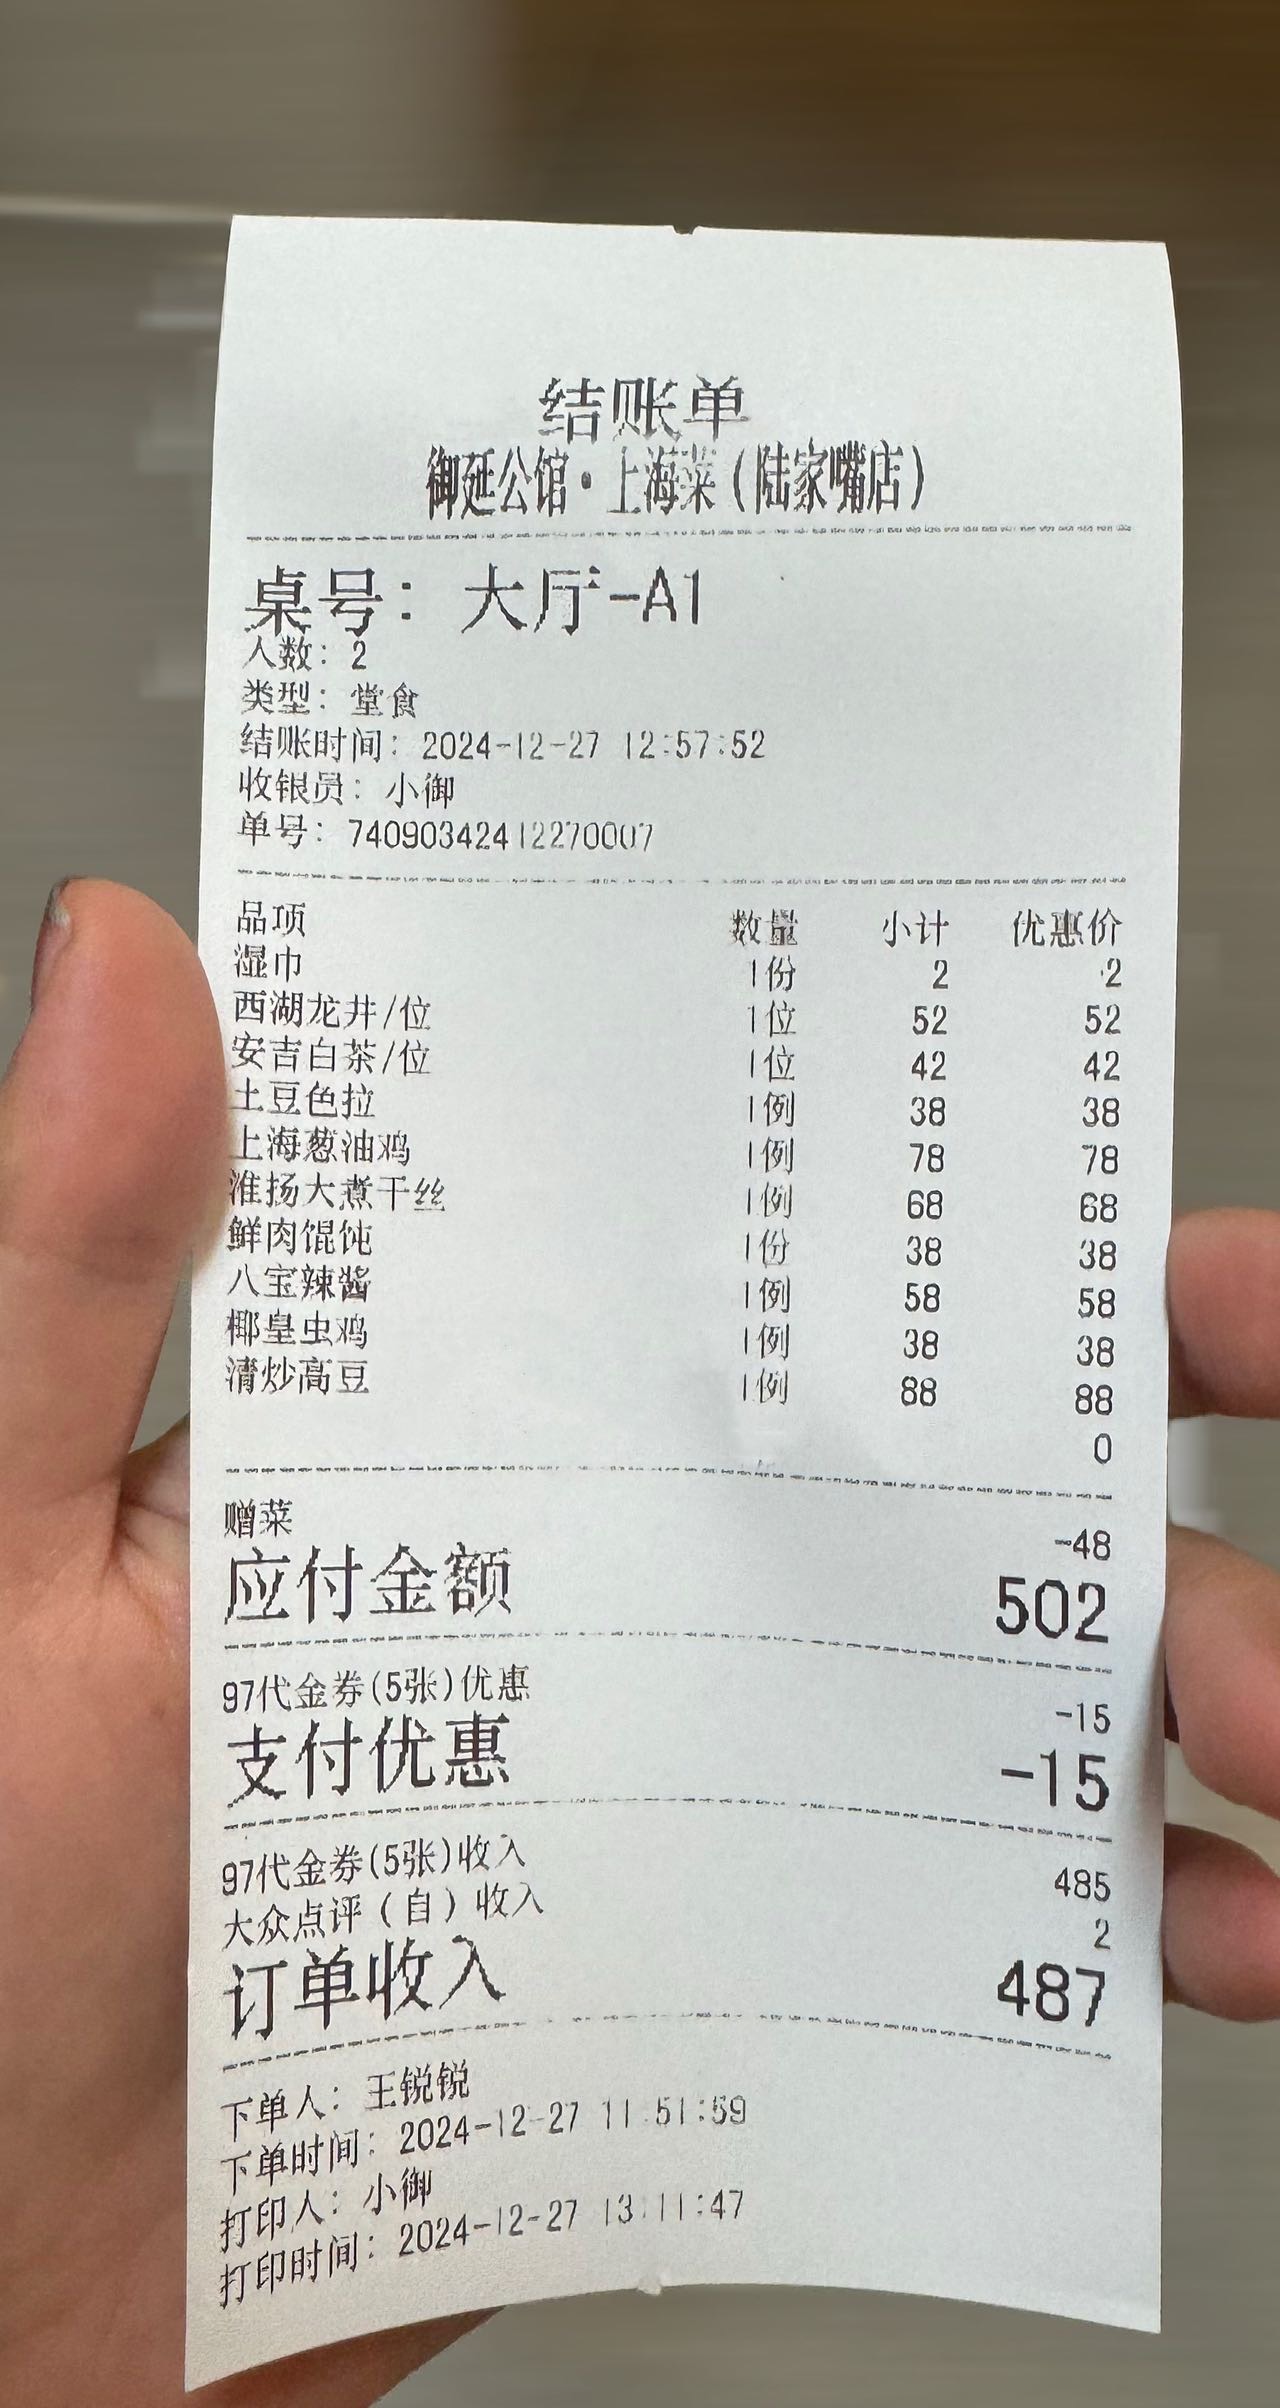 结账单
御延公馆·上海菜(陆家嘴店)
桌号: 大厅-A1
人数: 2
类型: 堂食
结账时间: 2024-12-27 12:57:52
收银员: 小御
单号: 74090342412270007
品项 数量 小计 优惠价
湿巾 1份 2 2
西湖龙井/位 1位 52 52
安吉白茶/位 1位 42 42
土豆色拉 1例 38 38
上海葱油鸡 1例 78 78
淮扬大煮干丝 1例 68 68
鲜肉馄饨 1份 38 38
八宝辣酱 1例 58 58
椰皇虫鸡 1例 38 38
清炒高豆 1例 88 88
0
赠菜 -48
应付金额 502
97代金券(5张)优惠 -15
支付优惠 -15
97代金券(5张)收入 485
大众点评(自)收入 2
订单收入 487
下单人: 王锐锐
下单时间: 2024-12-27 11:51:59
打印人: 小御
打印时间: 2024-12-27 13:11:47